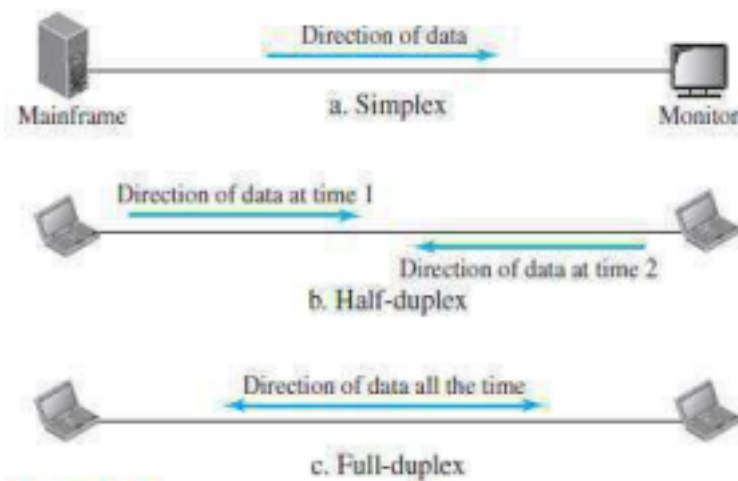 Direction of data
Mainframe
a. Simplex
Monitor
Direction of data at time 1
Direction of data at time 2
b. Half-duplex
Direction of data all the time
c. Full-duplex